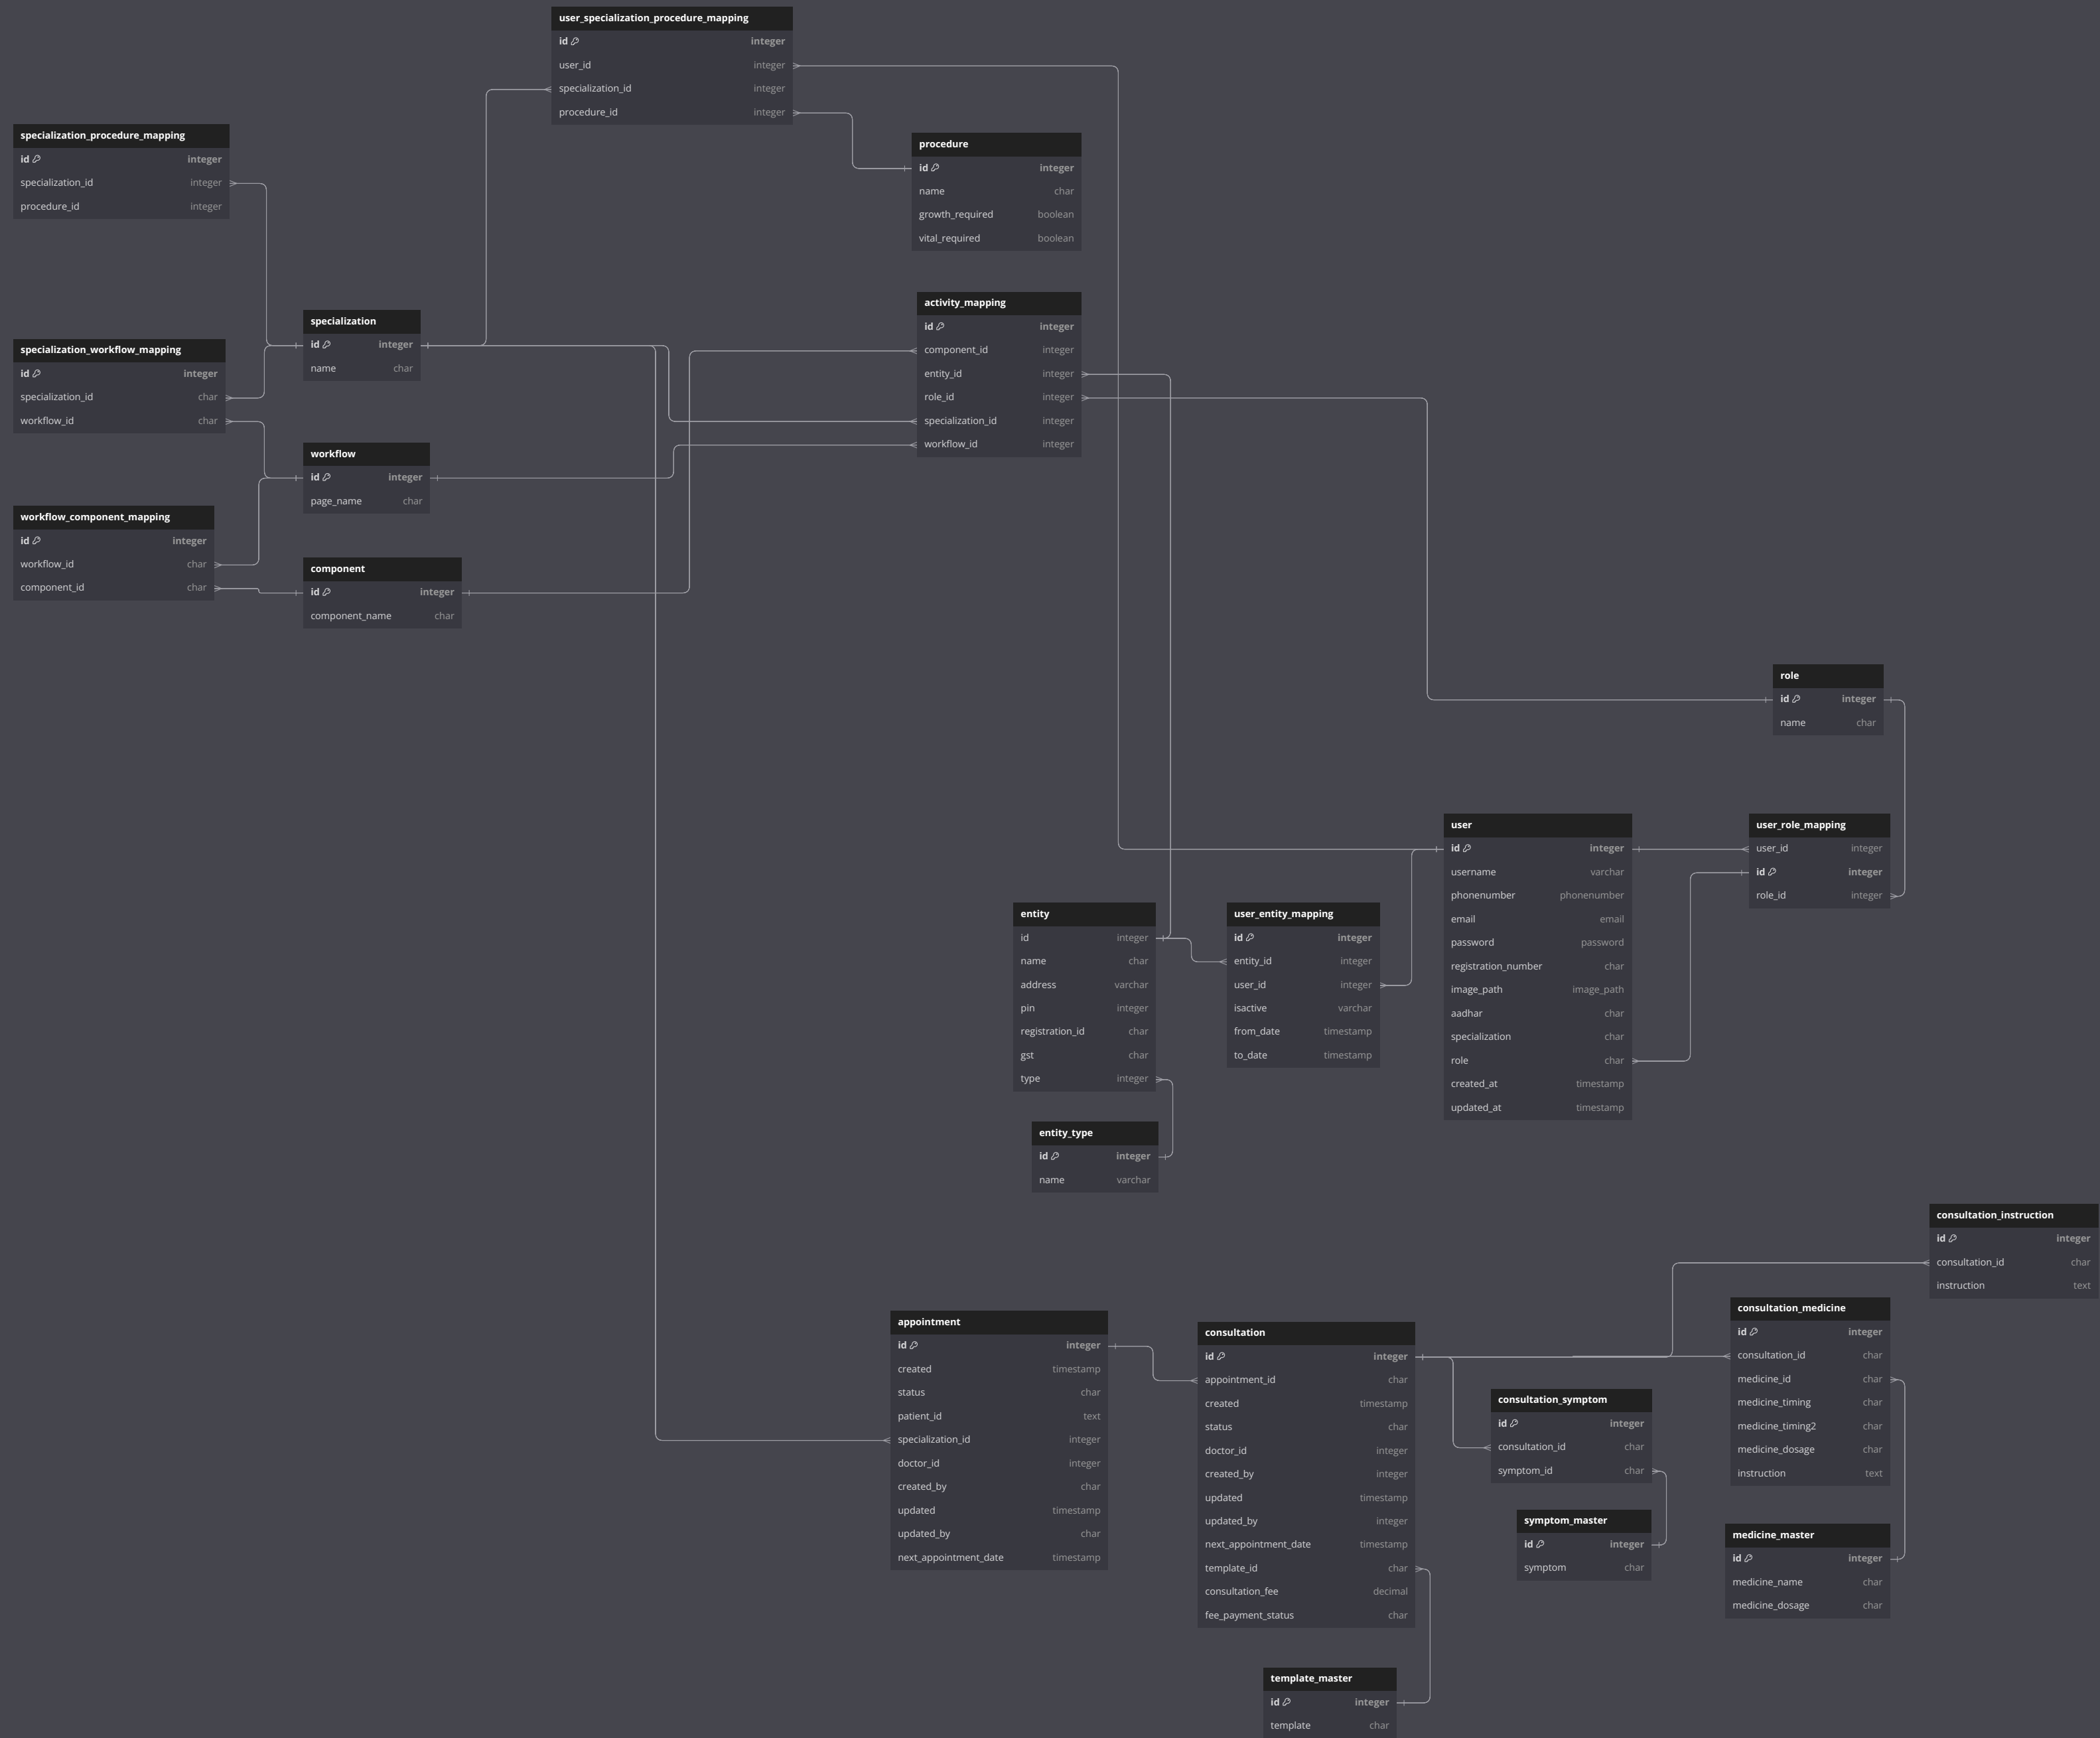 user_specialization_procedure_mapping
id integer
user_id integer
specialization_id integer
procedure_id integer
specialization_procedure_mapping
id integer
specialization_id integer
procedure_id integer
procedure
id integer
name char
growth_required boolean
vital_required boolean
activity_mapping
id integer
component_id integer
entity_id integer
role_id integer
specialization_id integer
workflow_id integer
specialization
id integer
name char
specialization_workflow_mapping
id integer
specialization_id char
workflow_id char
workflow
id integer
page_name char
workflow_component_mapping
id integer
workflow_id char
component_id char
component
id integer
component_name char
role
id integer
name char
user
id integer
username varchar
phonenumber phonenumber
email email
password password
registration_number char
image_path image_path
aadhar char
specialization char
role char
created_at timestamp
updated_at timestamp
user_role_mapping
user_id integer
id integer
role_id integer
entity
id integer
name char
address varchar
pin integer
registration_id char
gst char
type integer
user_entity_mapping
id integer
entity_id integer
user_id integer
isactive varchar
from_date timestamp
to_date timestamp
entity_type
id integer
name varchar
consultation_instruction
id integer
consultation_id char
instruction text
appointment
id integer
created timestamp
status char
patient_id text
specialization_id integer
doctor_id integer
created_by char
updated timestamp
updated_by char
next_appointment_date timestamp
consultation
id integer
appointment_id char
created timestamp
status char
doctor_id integer
created_by integer
updated timestamp
updated_by integer
next_appointment_date timestamp
template_id char
consultation_fee decimal
fee_payment_status char
consultation_medicine
id integer
consultation_id char
medicine_id char
medicine_timing char
medicine_timing2 char
medicine_dosage char
instruction text
consultation_symptom
id integer
consultation_id char
symptom_id char
symptom_master
id integer
symptom char
medicine_master
id integer
medicine_name char
medicine_dosage char
template_master
id integer
template char